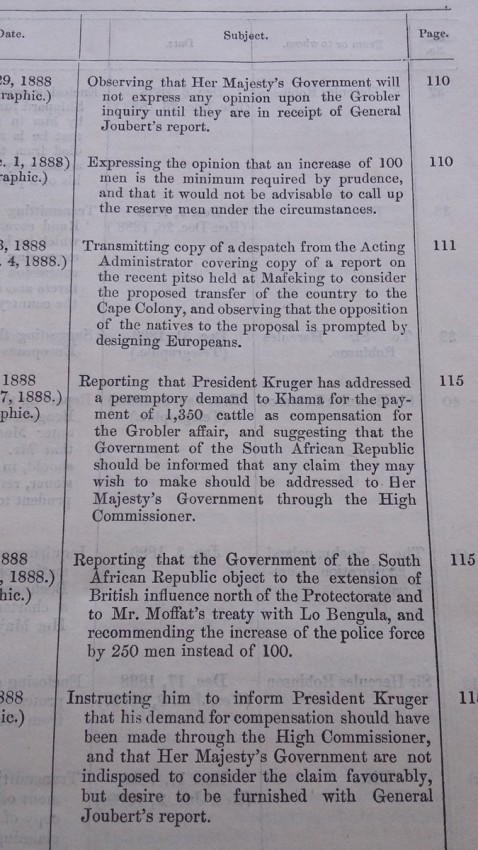 Date. Subject. Page.
29, 1888 Observing that Her Majesty's Government will 110
raphic.) not express any opinion upon the Grobler
inquiry until they are in receipt of General
Joubert's report.
. 1, 1888) Expressing the opinion that an increase of 100 110
aphic.) men is the minimum required by prudence,
and that it would not be advisable to call up
the reserve men under the circumstances.
3, 1888 Transmitting copy of a despatch from the Acting 111
. 4, 1888.) Administrator covering copy of a report on
the recent pitso held at Mafeking to consider
the proposed transfer of the country to the
Cape Colony, and observing that the opposition
of the natives to the proposal is prompted by
designing Europeans.
1888 Reporting that President Kruger has addressed 115
7, 1888.) a peremptory demand to Khama for the pay-
phic.) ment of 1,350 cattle as compensation for
the Grobler affair, and suggesting that the
Government of the South African Republic
should be informed that any claim they may
wish to make should be addressed to Her
Majesty's Government through the High
Commissioner.
888 Reporting that the Government of the South 115
, 1888.) African Republic object to the extension of
hic.) British influence north of the Protectorate and
to Mr. Moffat's treaty with Lo Bengula, and
recommending the increase of the police force
by 250 men instead of 100.
888 Instructing him to inform President Kruger 11
ic.) that his demand for compensation should have
been made through the High Commissioner,
and that Her Majesty's Government are not
indisposed to consider the claim favourably,
but desire to be furnished with General
Joubert's report.